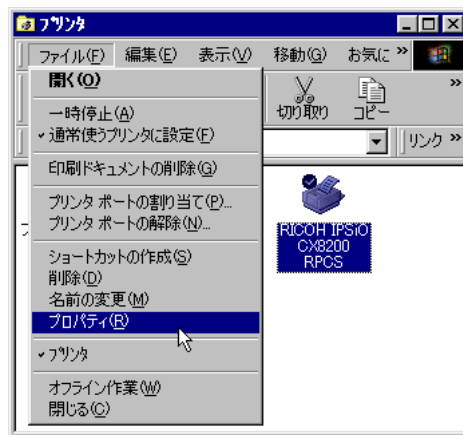 プリンタ
ファイル(F) 編集(E) 表示(V) 移動(G) お気に »
開く(O)
一時停止(A)
通常使うプリンタに設定(F)
印刷ドキュメントの削除(G)
プリンタ ポートの割り当て(P)...
プリンタ ポートの解除(N)...
ショートカットの作成(S)
削除(D)
名前の変更(M)
プロパティ(R)
プリンタ
オフライン作業(W)
閉じる(C)
切り取り コピー »
リンク »
RICOH IPSiO
CX8200
RPCS